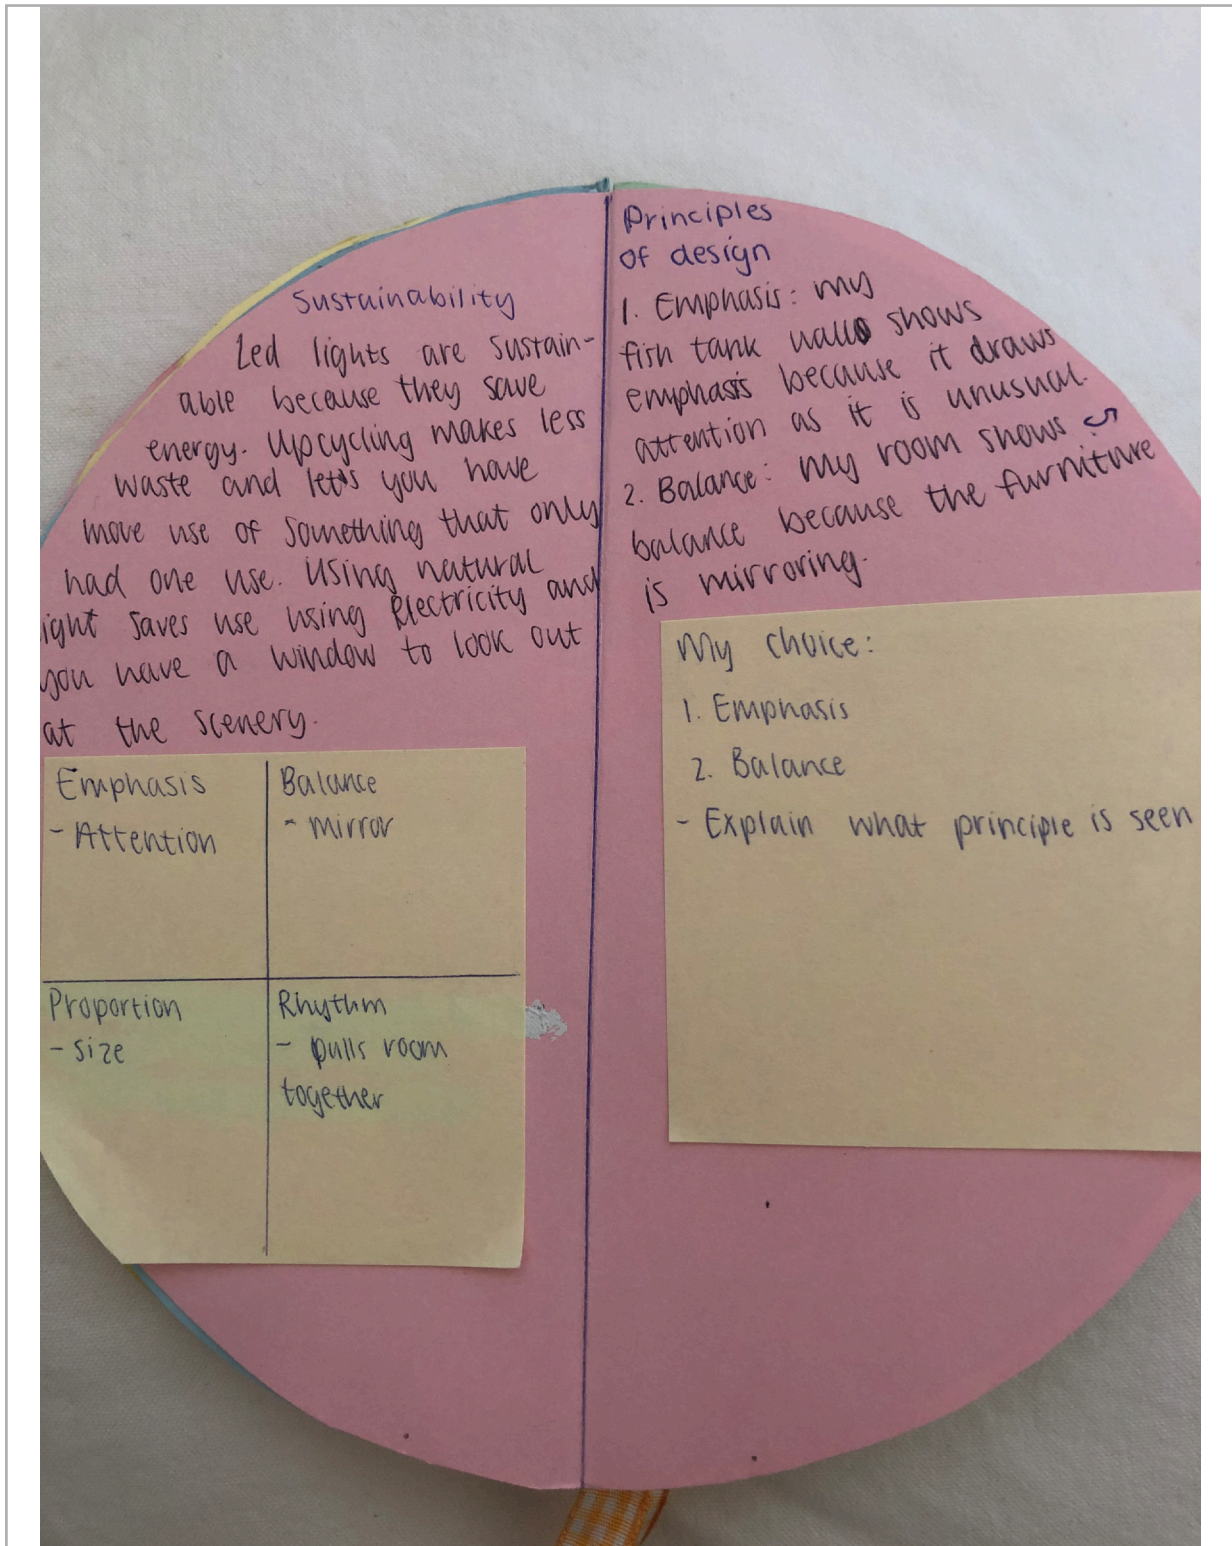 Sustainability
Led lights are sustain-
able because they save
energy. Upcycling makes less
waste and let's you have
more use of something that only
had one use. Using natural
ight saves use using electricity and
you have a window to look out
at the scenery.
Emphasis
- Attention
Balance
- mirror
Proportion
- size
Rhythm
- pulls room
together
Principles
of design
1. Emphasis: my
fish tank wall shows
emphasis because it draws
attention as it is unusual.
2. Balance: my room shows
balance because the furniture
is mirroring.
My choice:
1. Emphasis
2. Balance
- Explain what principle is seen